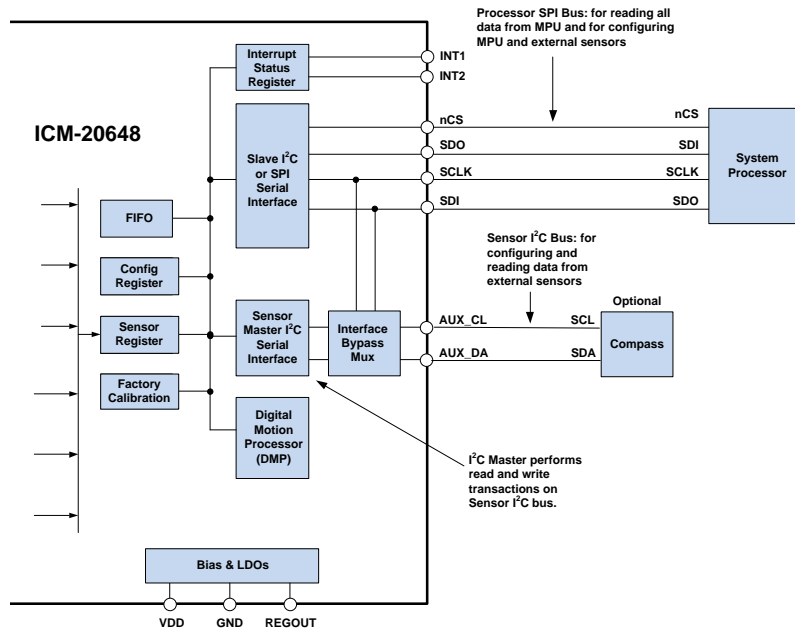 Processor SPI Bus: for reading all
data from MPU and for configuring
MPU and external sensors
Interrupt
Status
Register
INT1
INT2
ICM-20648
Slave I²C
or SPI
Serial
Interface
nCS
SDO
SCLK
SDI
nCS
SDI
SCLK
SDO
System
Processor
FIFO
Config
Register
Sensor
Register
Factory
Calibration
Sensor I²C Bus: for
configuring and
reading data from
external sensors
Sensor
Master I²C
Serial
Interface
Interface
Bypass
Mux
AUX_CL
AUX_DA
SCL
SDA
Optional
Compass
Digital
Motion
Processor
(DMP)
I²C Master performs
read and write
transactions on
Sensor I²C bus.
Bias & LDOs
VDD
GND
REGOUT